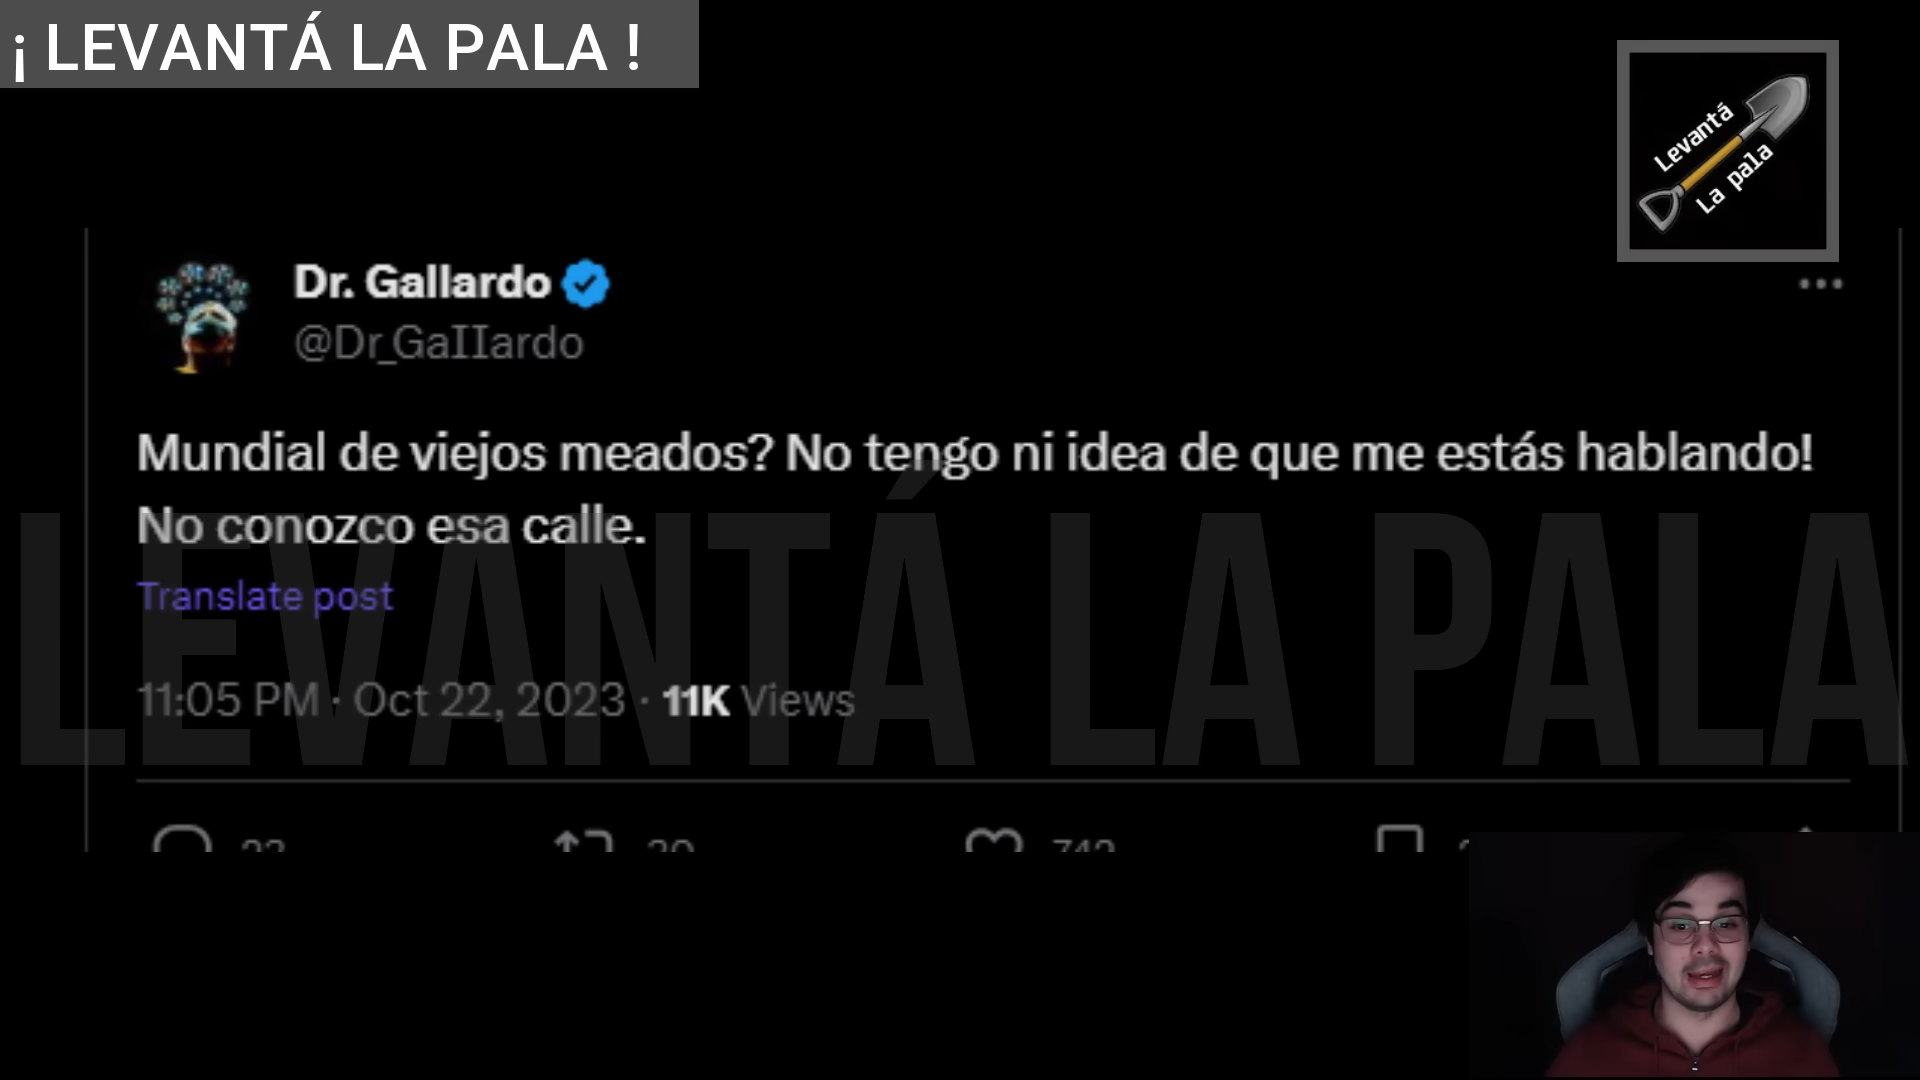 ¡ LEVANTÁ LA PALA !
Levantá
La pala
Dr. Gallardo
@Dr_GaIIardo
Mundial de viejos meados? No tengo ni idea de que me estás hablando!
No conozco esa calle.
Translate post
11:05 PM · Oct 22, 2023 · 11K Views
LEVANTÁ LA PALA